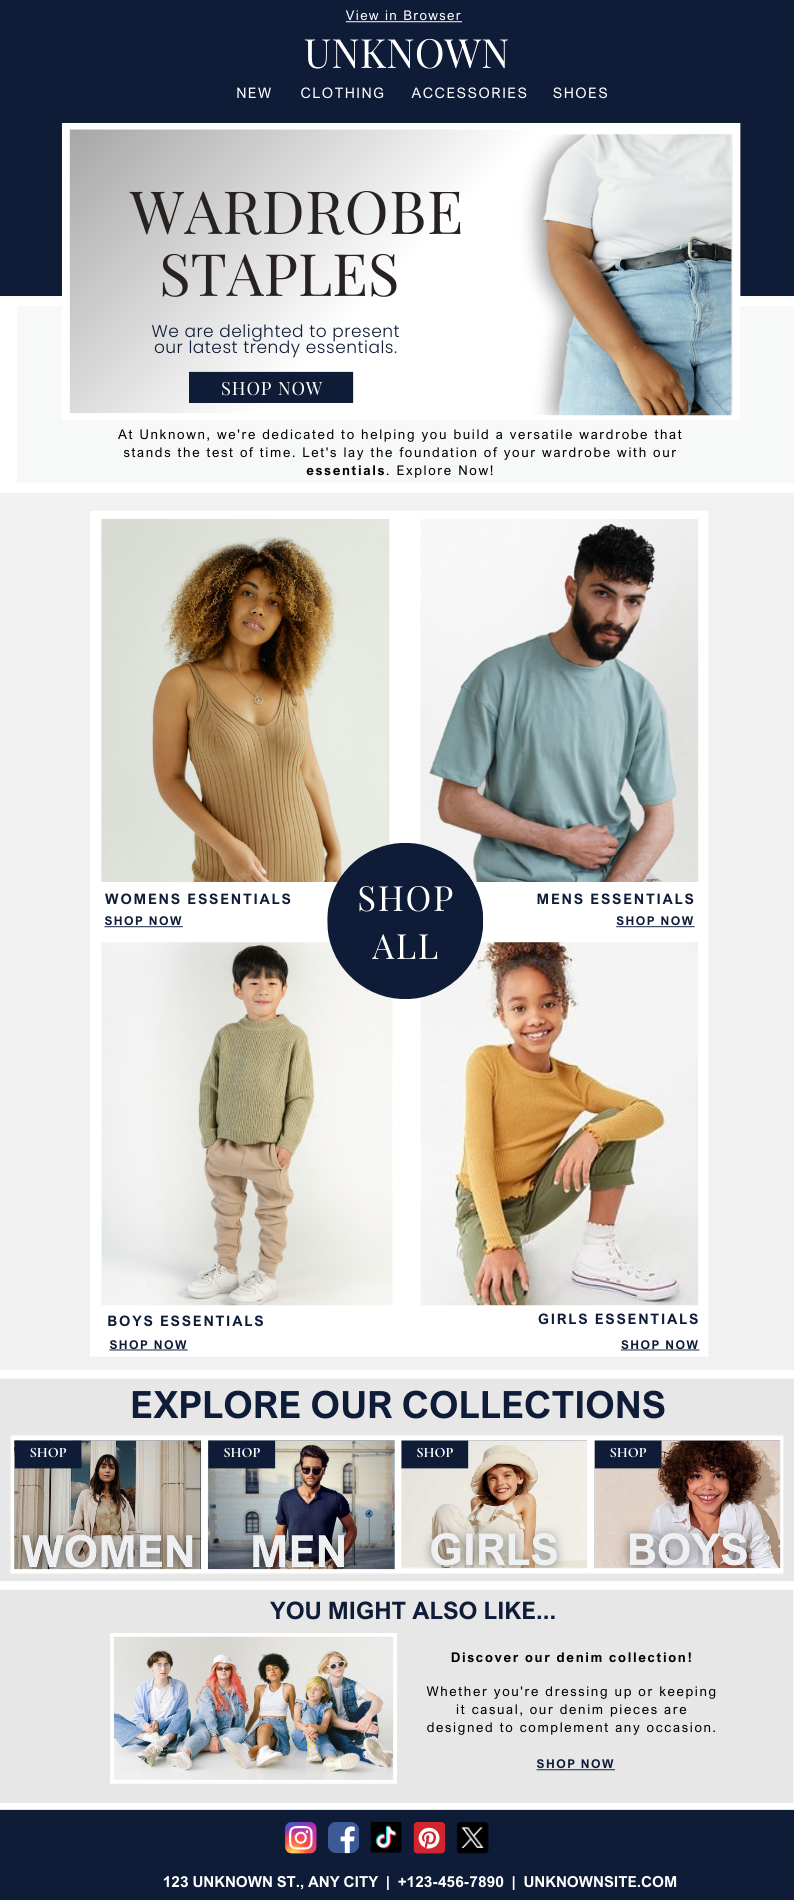 View in Browser
UNKNOWN
NEW CLOTHING ACCESSORIES SHOES
WARDROBE
STAPLES
We are delighted to present
our latest trendy essentials.
SHOP NOW
At Unknown, we're dedicated to helping you build a versatile wardrobe that
stands the test of time. Let's lay the foundation of your wardrobe with our
essentials. Explore Now!
WOMENS ESSENTIALS
SHOP NOW
MENS ESSENTIALS
SHOP NOW
SHOP
ALL
BOYS ESSENTIALS
SHOP NOW
GIRLS ESSENTIALS
SHOP NOW
EXPLORE OUR COLLECTIONS
SHOP
WOMEN
SHOP
MEN
SHOP
GIRLS
SHOP
BOYS
YOU MIGHT ALSO LIKE...
Discover our denim collection!
Whether you're dressing up or keeping
it casual, our denim pieces are
designed to complement any occasion.
SHOP NOW
123 UNKNOWN ST., ANY CITY | +123-456-7890 | UNKNOWNSITE.COM